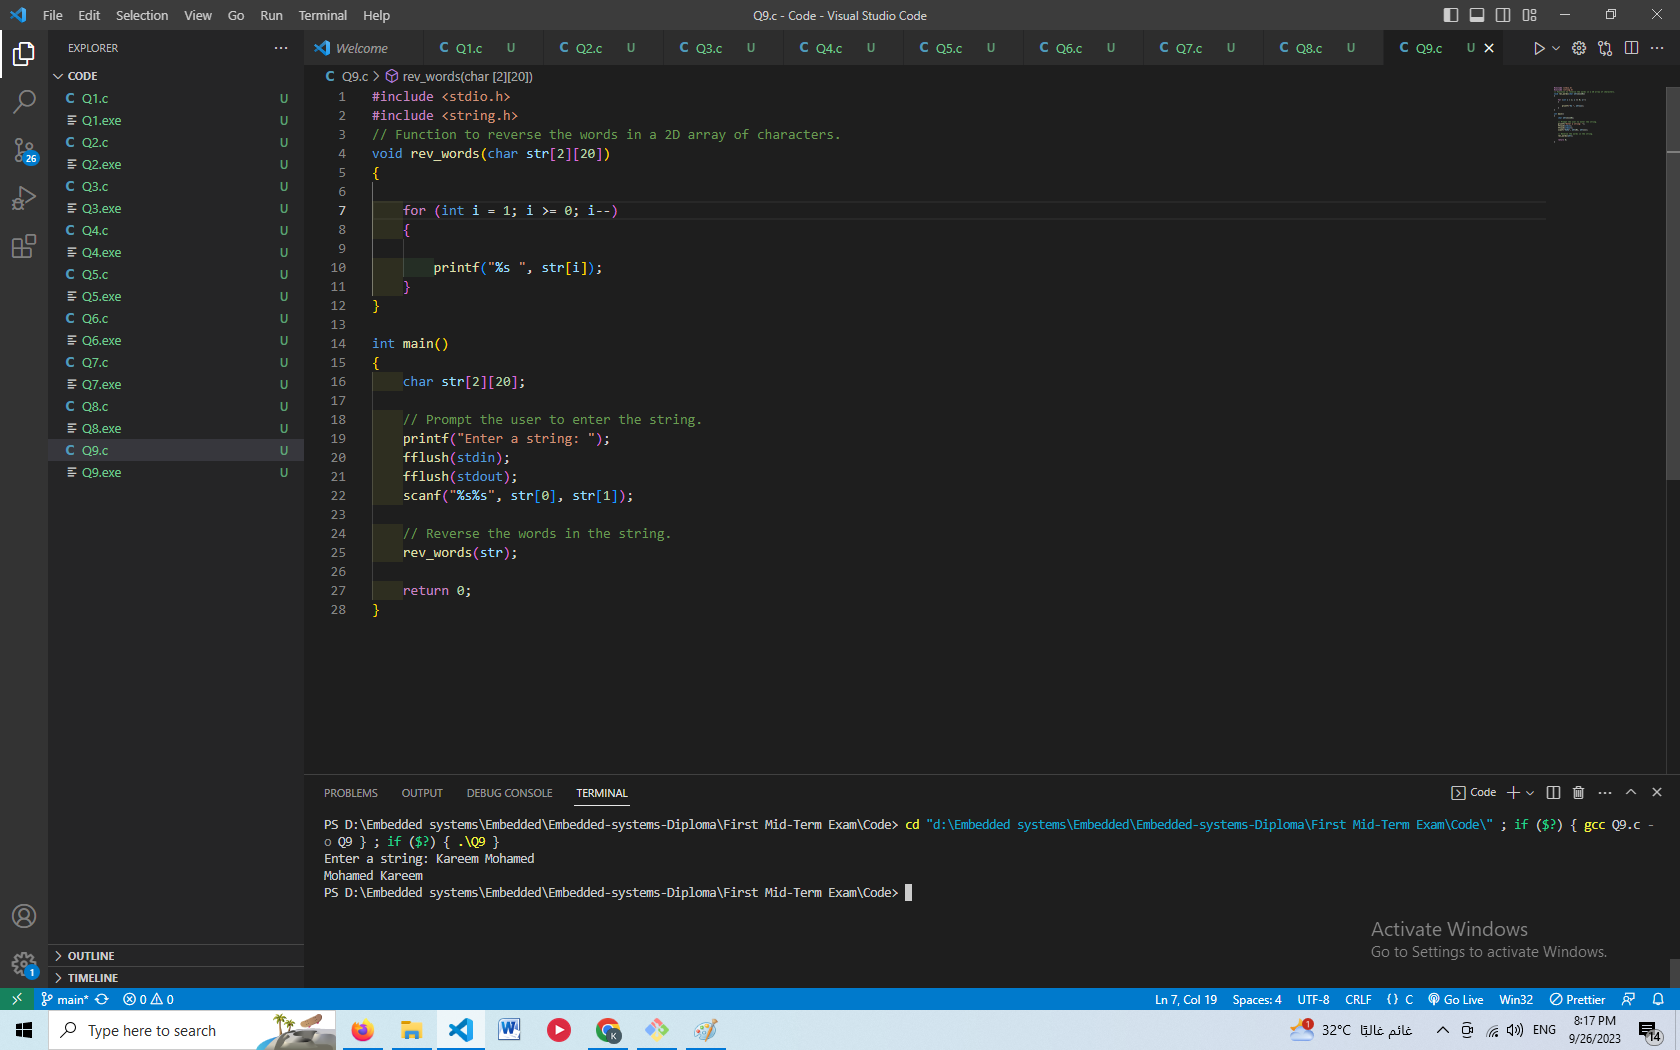 File Edit Selection View Go Run Terminal Help
Q9.c - Code - Visual Studio Code
EXPLORER
CODE
Q1.c U
Q1.exe U
Q2.c U
Q2.exe U
Q3.c U
Q3.exe U
Q4.c U
Q4.exe U
Q5.c U
Q5.exe U
Q6.c U
Q6.exe U
Q7.c U
Q7.exe U
Q8.c U
Q8.exe U
Q9.c U
Q9.exe U
OUTLINE
TIMELINE
26
1
Welcome C Q1.c U C Q2.c U C Q3.c U C Q4.c U C Q5.c U C Q6.c U C Q7.c U C Q8.c U C Q9.c U
C Q9.c > rev_words(char [2][20])
1 #include <stdio.h>
2 #include <string.h>
3 // Function to reverse the words in a 2D array of characters.
4 void rev_words(char str[2][20])
5 {
6
7 for (int i = 1; i >= 0; i--)
8 {
9
10 printf("%s ", str[i]);
11 }
12 }
13
14 int main()
15 {
16 char str[2][20];
17
18 // Prompt the user to enter the string.
19 printf("Enter a string: ");
20 fflush(stdin);
21 fflush(stdout);
22 scanf("%s%s", str[0], str[1]);
23
24 // Reverse the words in the string.
25 rev_words(str);
26
27 return 0;
28 }
PROBLEMS OUTPUT DEBUG CONSOLE TERMINAL
Code
PS D:\Embedded systems\Embedded\Embedded-systems-Diploma\First Mid-Term Exam\Code> cd "d:\Embedded systems\Embedded\Embedded-systems-Diploma\First Mid-Term Exam\Code\" ; if ($?) { gcc Q9.c -
o Q9 } ; if ($?) { .\Q9 }
Enter a string: Kareem Mohamed
Mohamed Kareem
PS D:\Embedded systems\Embedded\Embedded-systems-Diploma\First Mid-Term Exam\Code>
Activate Windows
Go to Settings to activate Windows.
main* 0 0
Ln 7, Col 19 Spaces: 4 UTF-8 CRLF {} C Go Live Win32 Prettier
Type here to search
1 32°C غائم غالبًا ENG
8:17 PM
9/26/2023
14